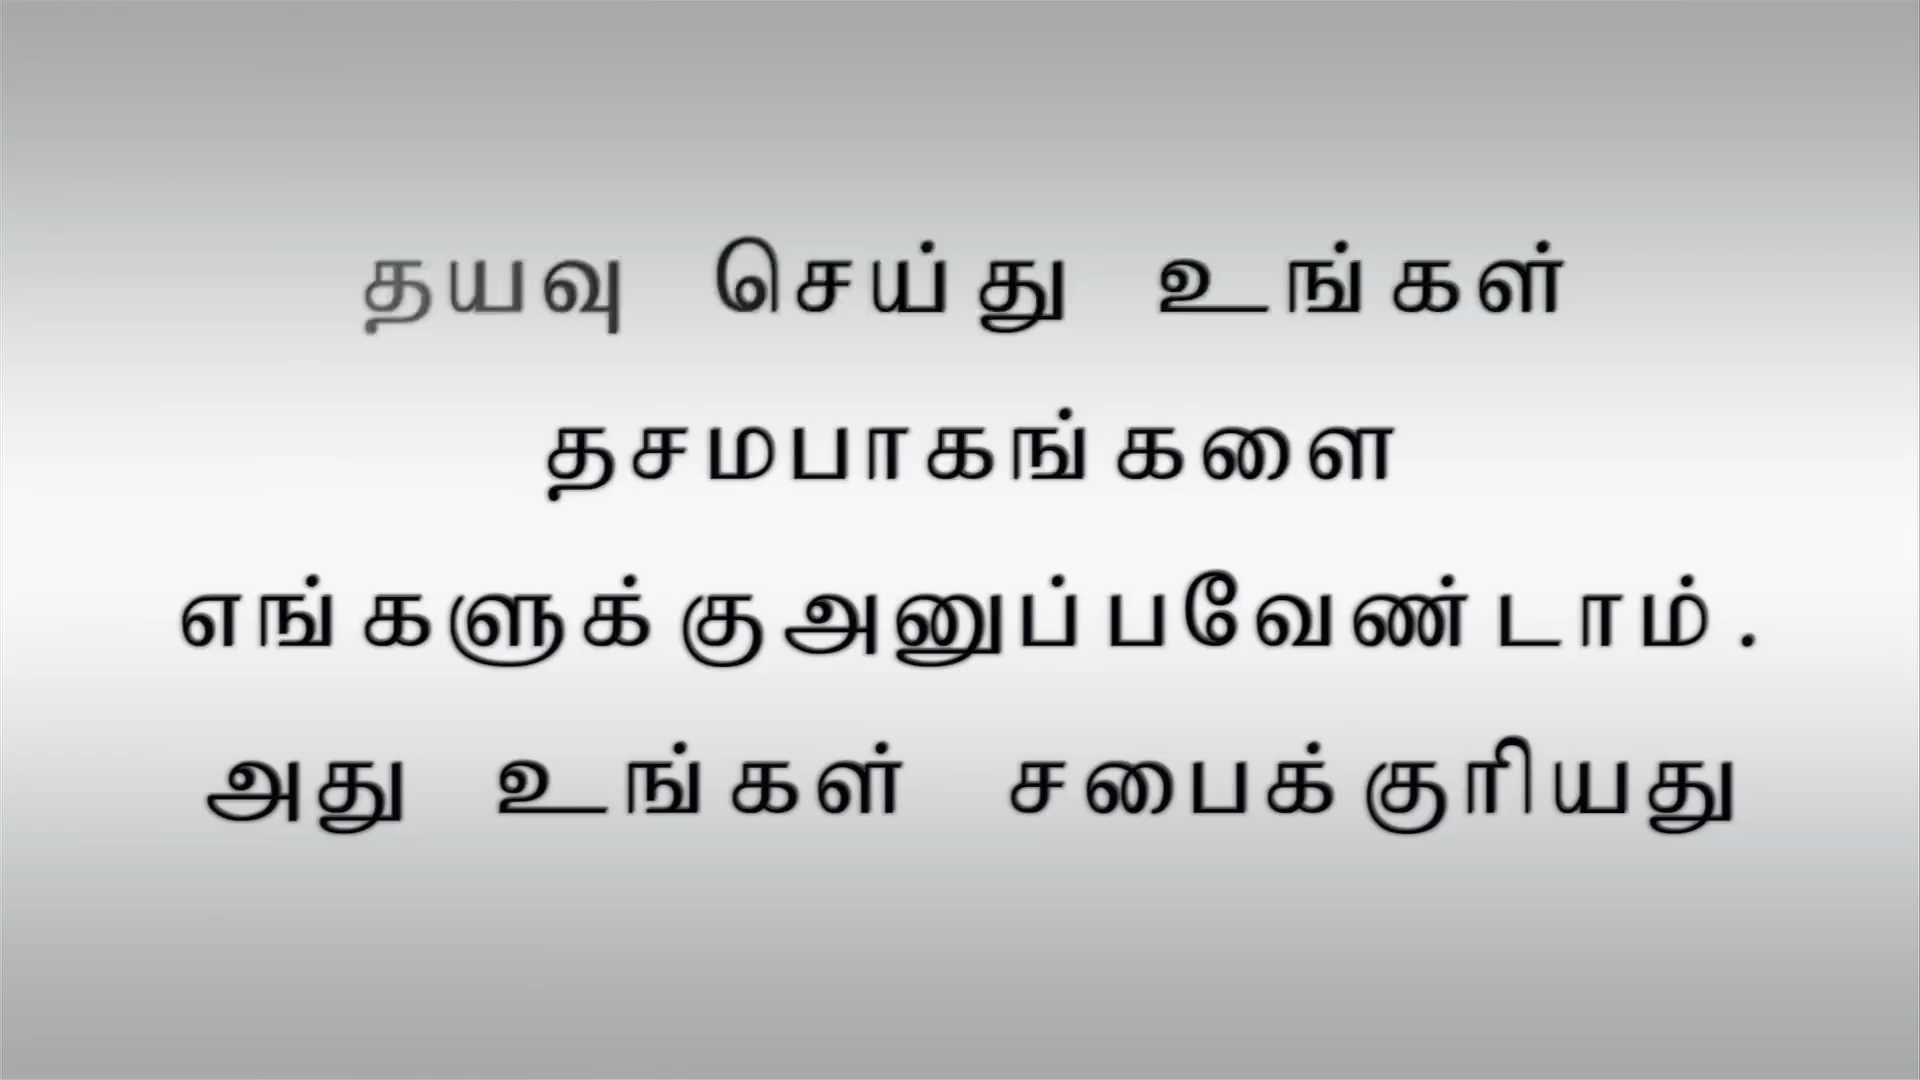 தயவு செய்து உங்கள்
தசமபாகங்களை
எங்களுக்குஅனுப்பவேண்டாம்.
அது உங்கள் சபைக்குரியது